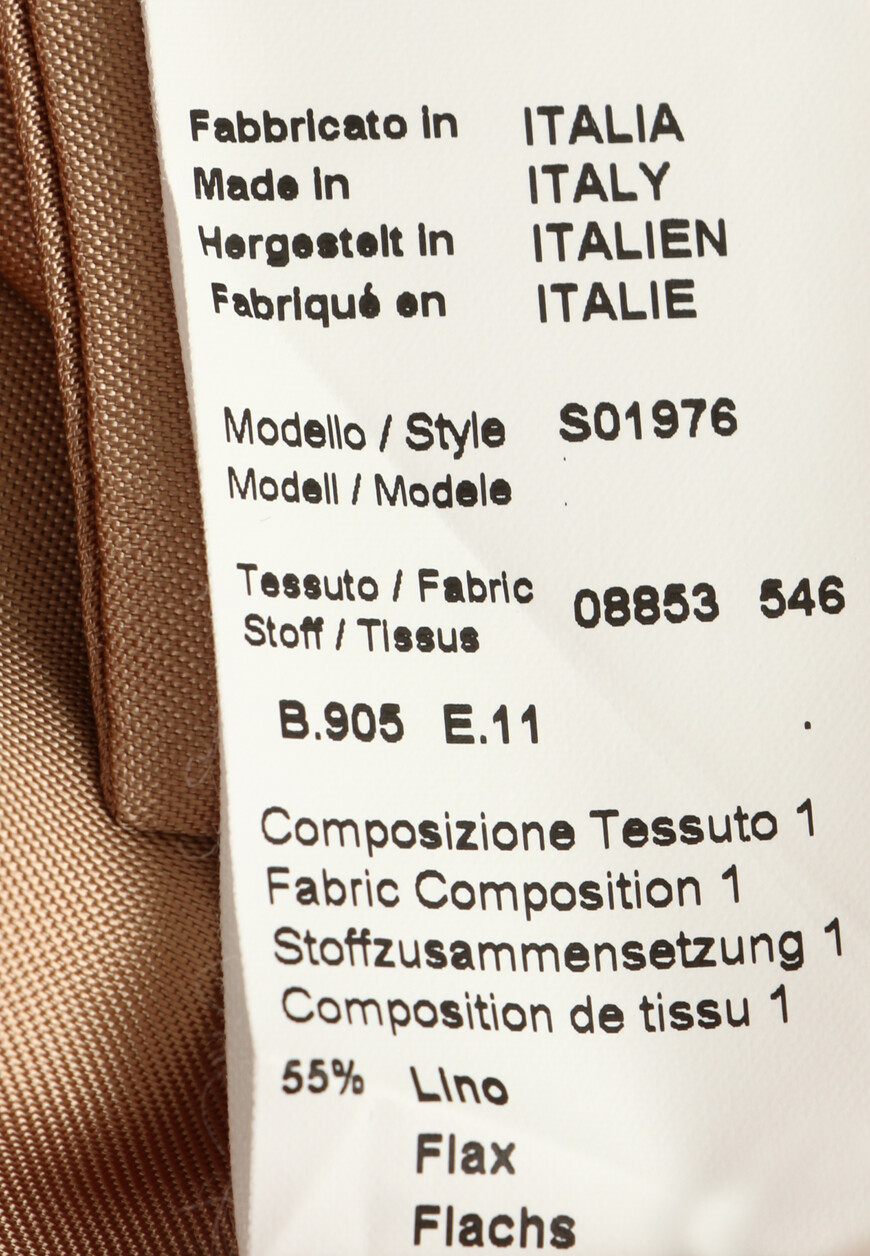 Fabbricato in ITALIA
Made in ITALY
Hergestelt in ITALIEN
Fabriqué en ITALIE
Modello / Style S01976
Modell / Modele
Tessuto / Fabric 08853 546
Stoff / Tissus
B.905 E.11
Composizione Tessuto 1
Fabric Composition 1
Stoffzusammensetzung 1
Composition de tissu 1
55% Lino
Flax
Flachs